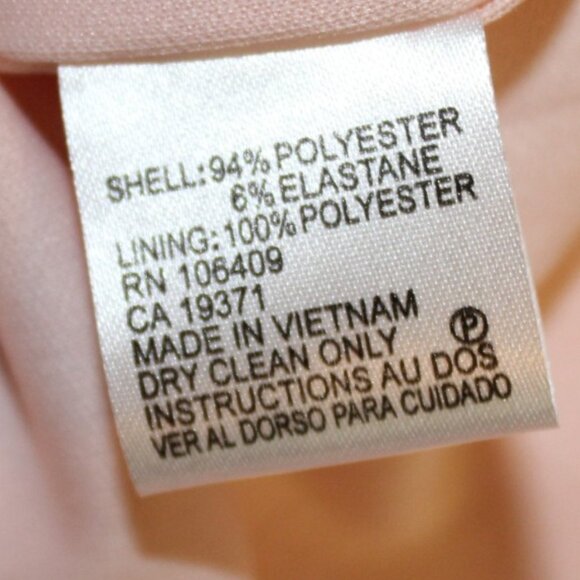 SHELL: 94% POLYESTER
6% ELASTANE
LINING: 100% POLYESTER
RN 106409
CA 19371
MADE IN VIETNAM
DRY CLEAN ONLY Ⓟ
INSTRUCTIONS AU DOS
VER AL DORSO PARA CUIDADO